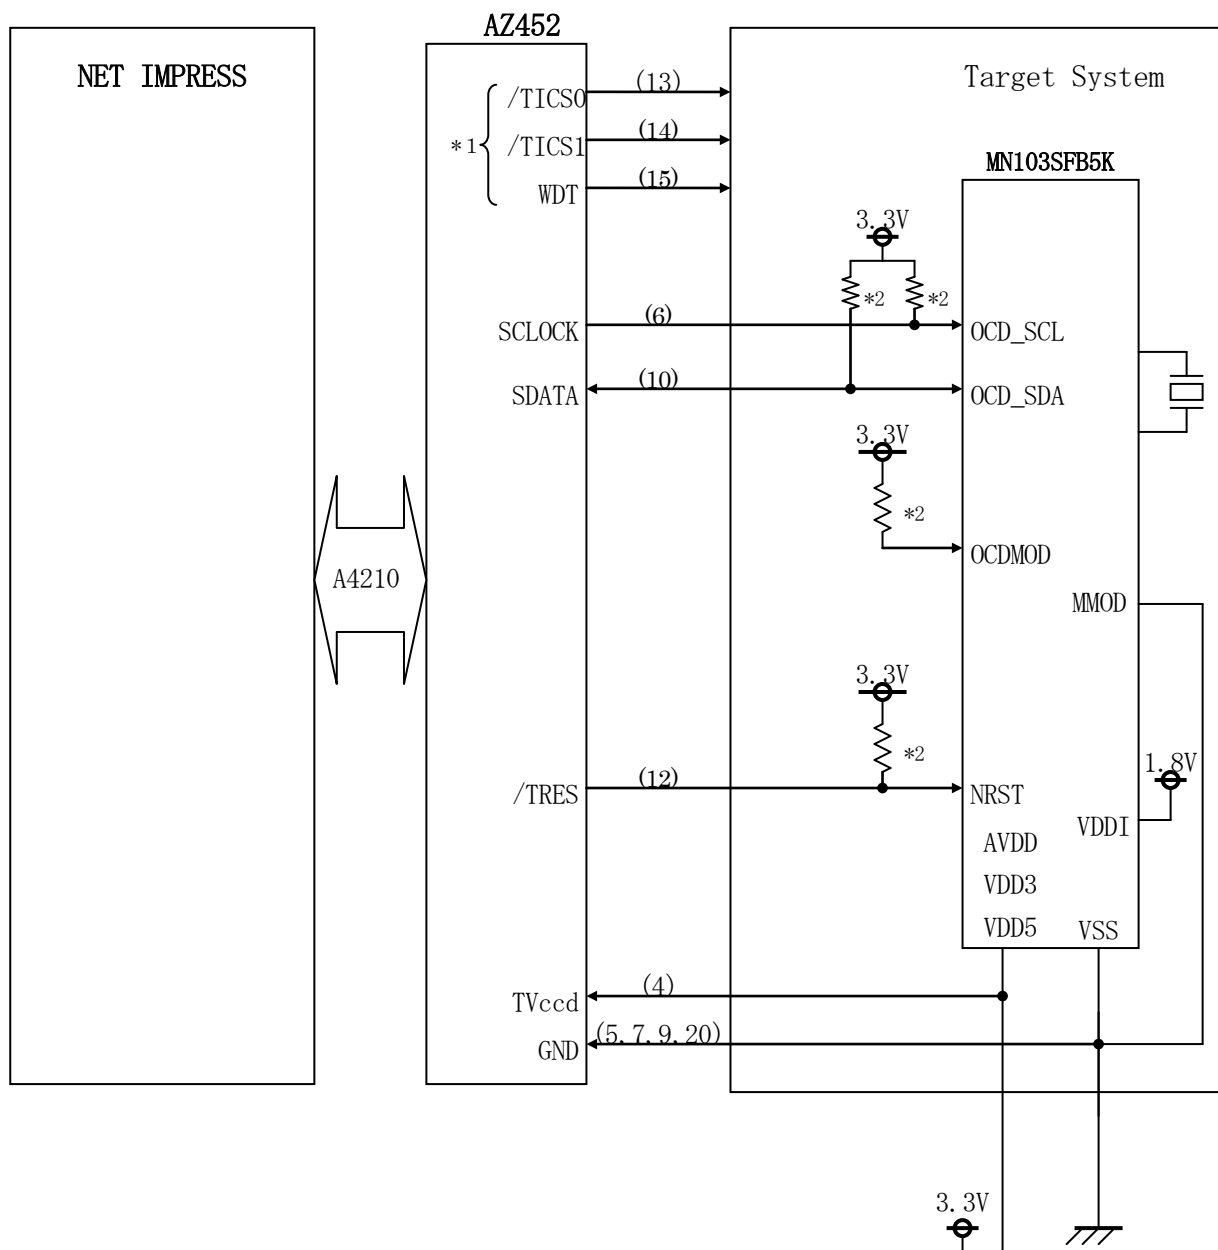 AZ452
NET IMPRESS
Target System
/TICS0
(13)
*1
/TICS1
(14)
WDT
(15)
MN103SFB5K
3.3V
*2
*2
SCLOCK
(6)
OCD_SCL
SDATA
(10)
OCD_SDA
3.3V
*2
OCDMOD
A4210
MMOD
3.3V
*2
1.8V
/TRES
(12)
NRST
VDDI
AVDD
VDD3
VDD5
VSS
TVccd
(4)
GND
(5,7,9,20)
3.3V